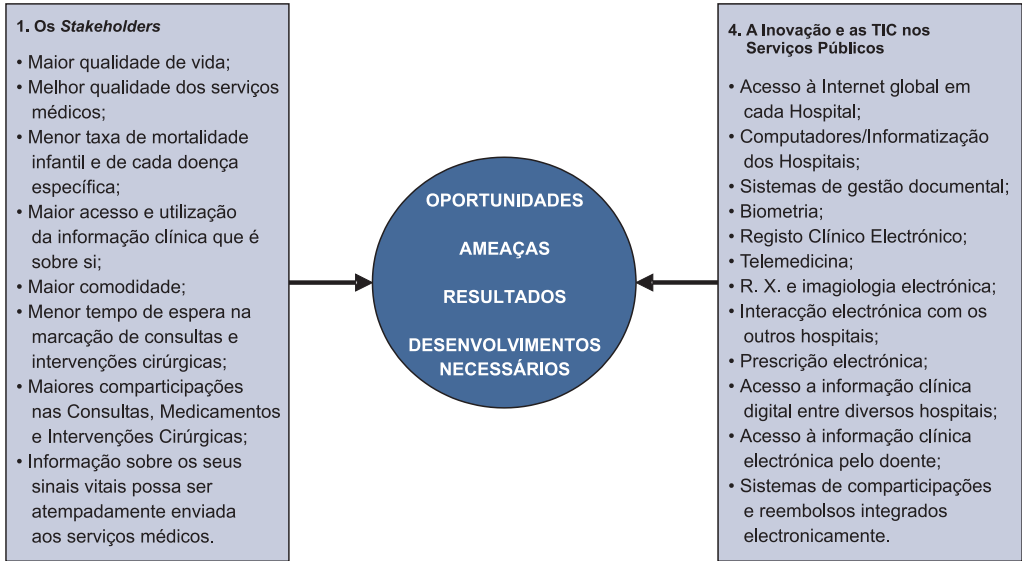 1. Os Stakeholders
• Maior qualidade de vida;
• Melhor qualidade dos serviços
médicos;
• Menor taxa de mortalidade
infantil e de cada doença
específica;
• Maior acesso e utilização
da informação clínica que é
sobre si;
• Maior comodidade;
• Menor tempo de espera na
marcação de consultas e
intervenções cirúrgicas;
• Maiores comparticipações
nas Consultas, Medicamentos
e Intervenções Cirúrgicas;
• Informação sobre os seus
sinais vitais possa ser
atempadamente enviada
aos serviços médicos.
OPORTUNIDADES
AMEAÇAS
RESULTADOS
DESENVOLVIMENTOS
NECESSÁRIOS
4. A Inovação e as TIC nos
Serviços Públicos
• Acesso à Internet global em
cada Hospital;
• Computadores/Informatização
dos Hospitais;
• Sistemas de gestão documental;
• Biometria;
• Registo Clínico Electrónico;
• Telemedicina;
• R. X. e imagiologia electrónica;
• Interacção electrónica com os
outros hospitais;
• Prescrição electrónica;
• Acesso a informação clínica
digital entre diversos hospitais;
• Acesso à informação clínica
electrónica pelo doente;
• Sistemas de comparticipações
e reembolsos integrados
electronicamente.